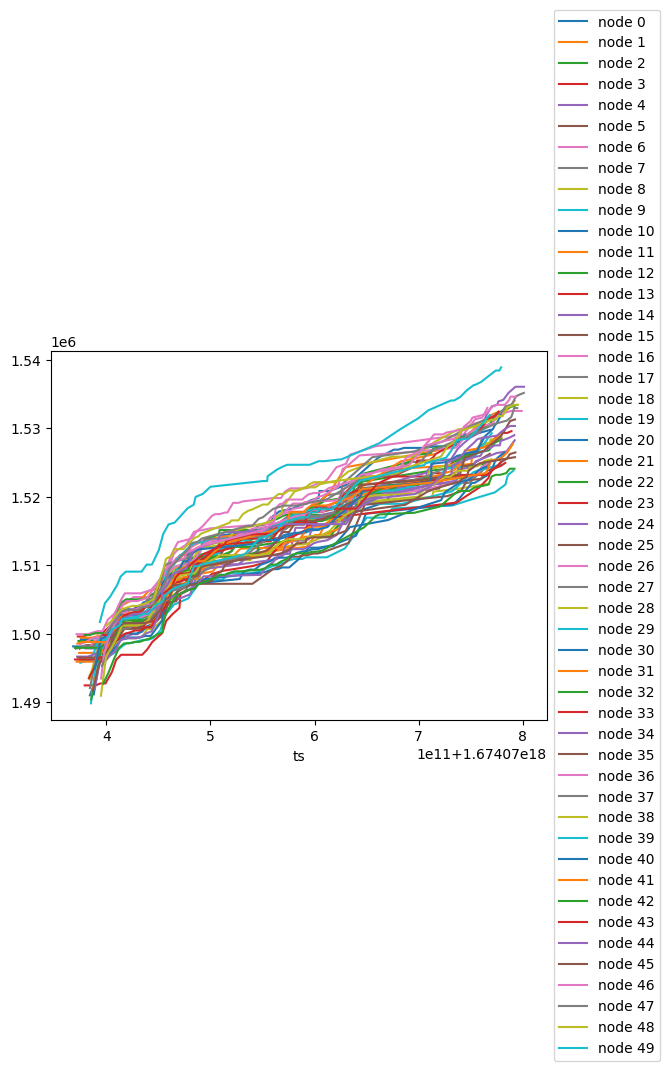 1e6
1.54
1.53
1.52
1.51
1.50
1.49
4
5
6
7
8
ts
1e11+1.67407e18
node 0
node 1
node 2
node 3
node 4
node 5
node 6
node 7
node 8
node 9
node 10
node 11
node 12
node 13
node 14
node 15
node 16
node 17
node 18
node 19
node 20
node 21
node 22
node 23
node 24
node 25
node 26
node 27
node 28
node 29
node 30
node 31
node 32
node 33
node 34
node 35
node 36
node 37
node 38
node 39
node 40
node 41
node 42
node 43
node 44
node 45
node 46
node 47
node 48
node 49